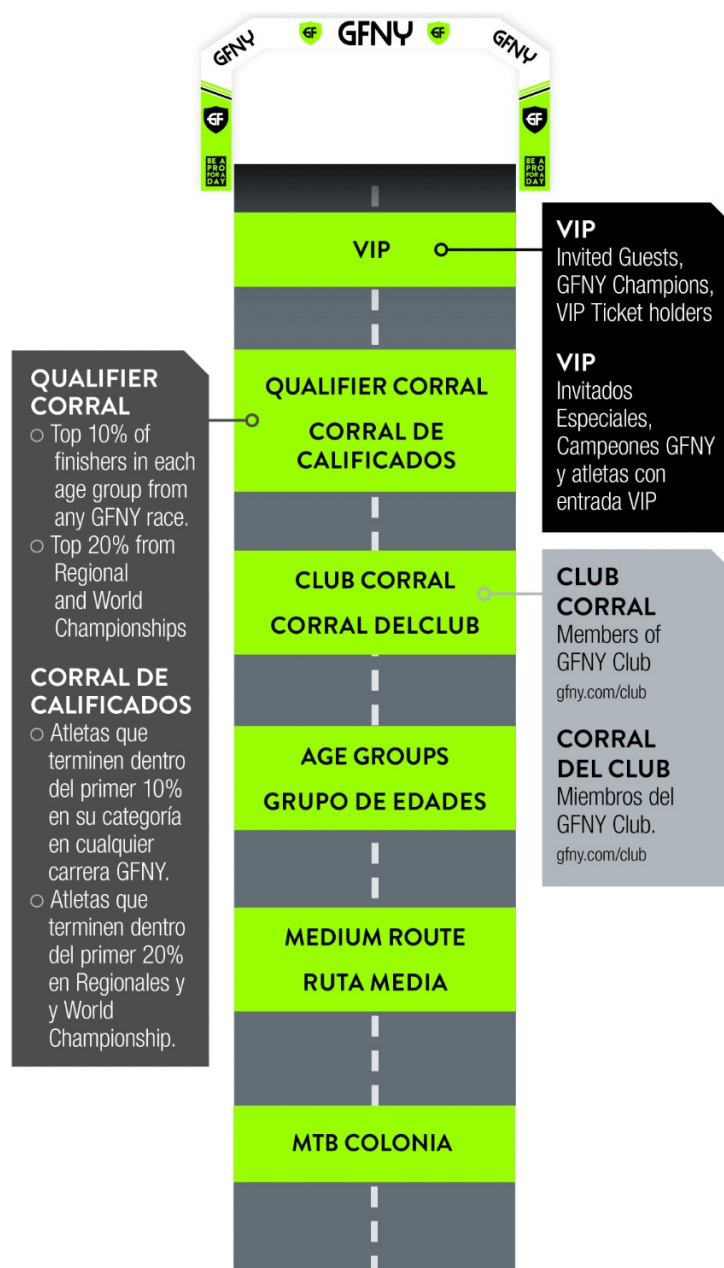 GFNY
GF
GFNY
GF
GFNY
GF
GF
BE A
PRO
FOR A
DAY
BE A
PRO
FOR A
DAY
VIP
VIP
Invited Guests,
GFNY Champions,
VIP Ticket holders
VIP
Invitados
Especiales,
Campeones GFNY
y atletas con
entrada VIP
QUALIFIER CORRAL
CORRAL DE
CALIFICADOS
QUALIFIER
CORRAL
○ Top 10% of
finishers in each
age group from
any GFNY race.
○ Top 20% from
Regional
and World
Championships
CORRAL DE
CALIFICADOS
○ Atletas que
terminen dentro
del primer 10%
en su categoría
en cualquier
carrera GFNY.
○ Atletas que
terminen dentro
del primer 20%
en Regionales y
y World
Championship.
CLUB CORRAL
CORRAL DELCLUB
CLUB
CORRAL
Members of
GFNY Club
gfny.com/club
CORRAL
DEL CLUB
Miembros del
GFNY Club.
gfny.com/club
AGE GROUPS
GRUPO DE EDADES
MEDIUM ROUTE
RUTA MEDIA
MTB COLONIA